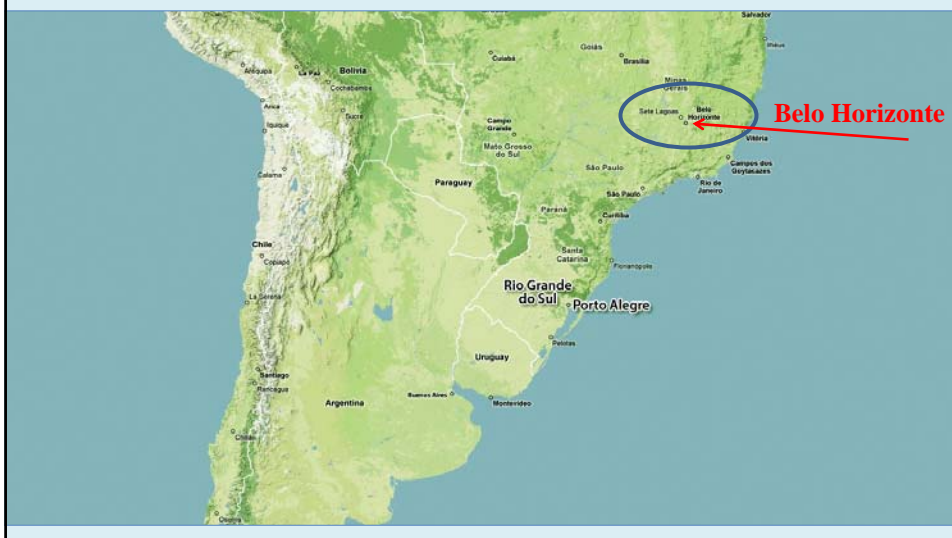 Salvador
Ilhéus
Goiás
Cuiabá
Brasília
Arequipa
La Paz
Bolivia
Cochabamba
Minas
Gerais
Arica
Sucre
Sete Lagoas
Belo
Horizonte
Belo Horizonte
Iquique
Campo
Grande
Mato Grosso
do Sul
Vitória
Campos dos
Goytacazes
Calama
São Paulo
Paraguay
São Paulo
Rio de
Janeiro
Paraná
Curitiba
Chile
Copiapó
Santa
Catarina
Florianópolis
La Serena
Rio Grande
do Sul
Porto Alegre
Pelotas
Uruguay
Santiago
Rancagua
Argentina
Buenos Aires
Montevideo
Chillán
Osorno